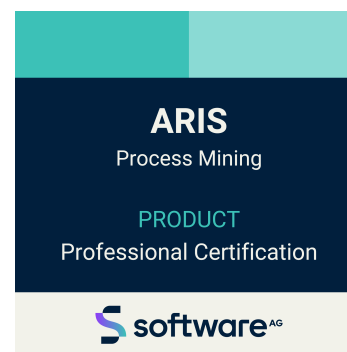 ARIS
Process Mining
PRODUCT
Professional Certification
software AG